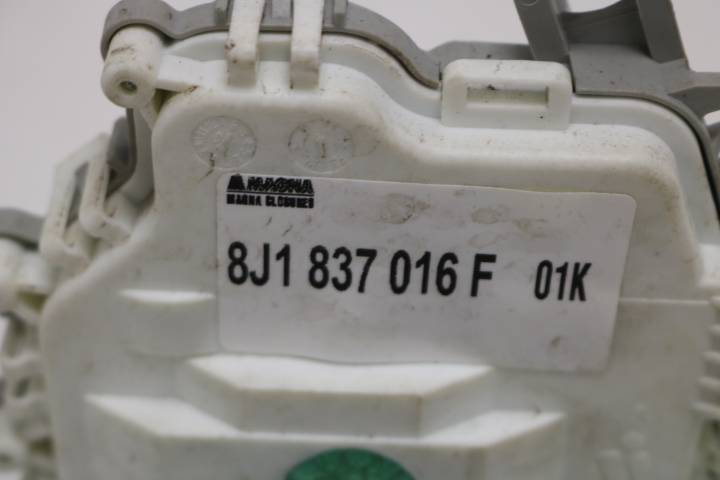 MAGNA
MAGNA CLOSURES
8J1 837 016 F 01K